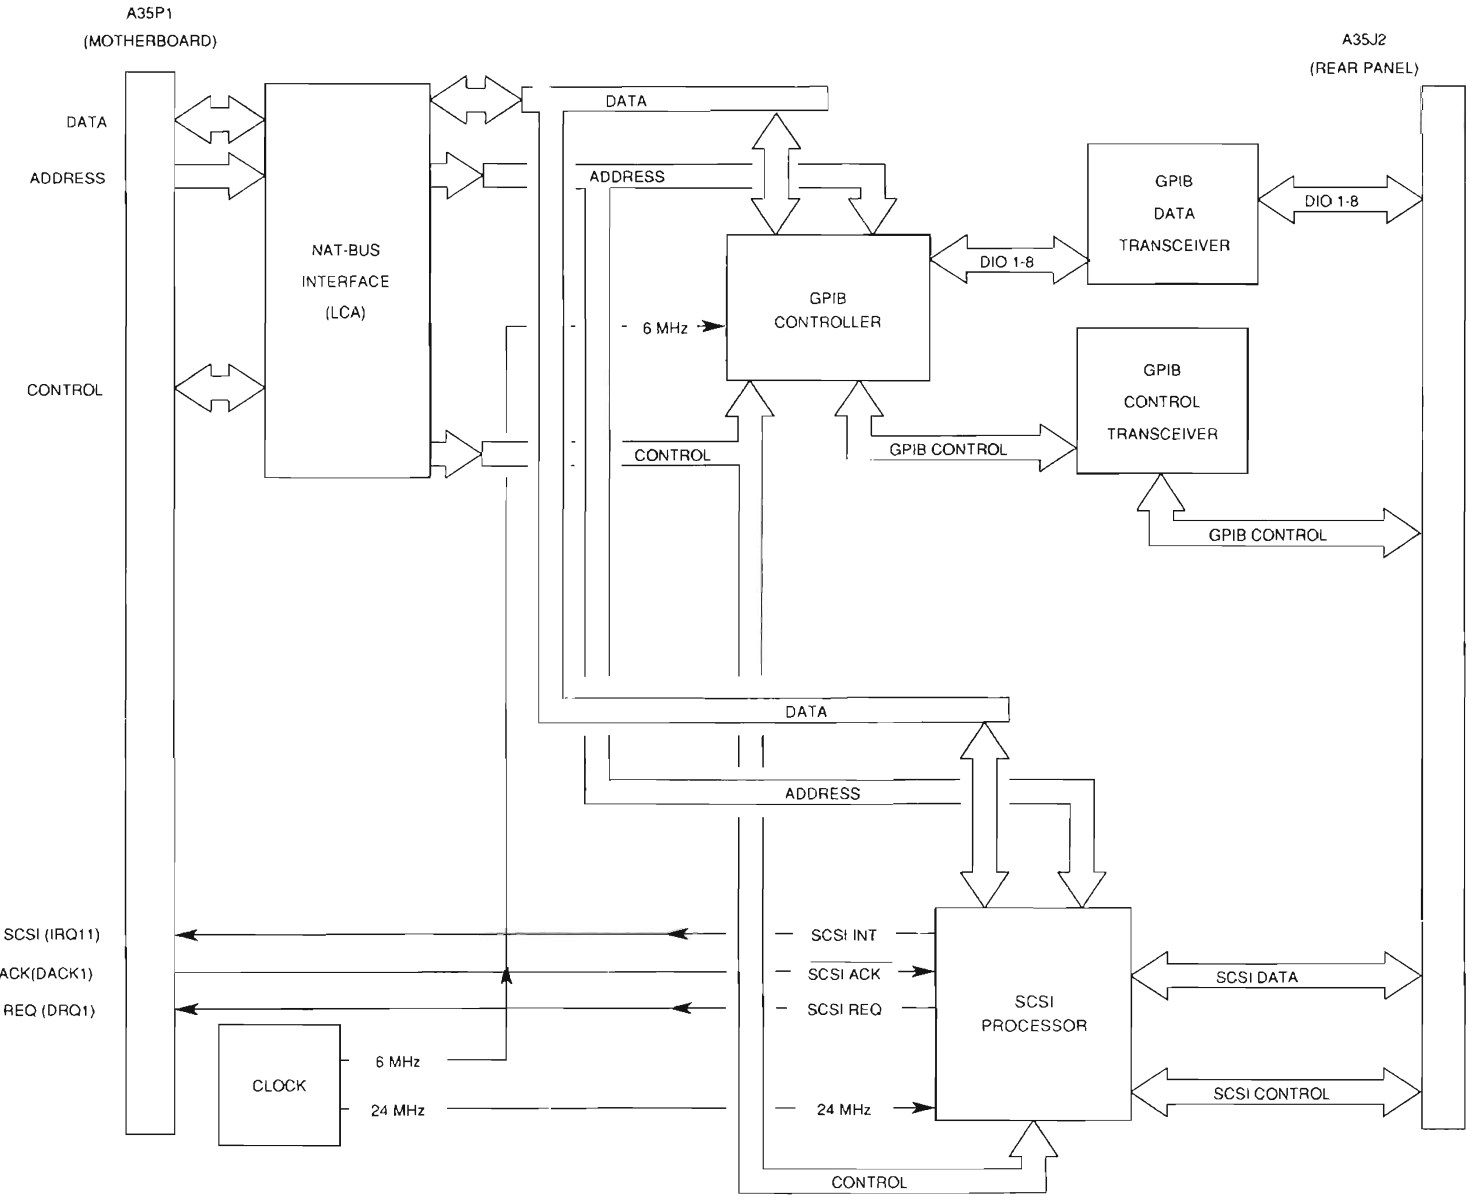 A35P1
(MOTHERBOARD)
A35J2
(REAR PANEL)
DATA
DATA
ADDRESS
ADDRESS
GPIB
DATA
TRANSCEIVER
DIO 1-8
NAT-BUS
INTERFACE
(LCA)
DIO 1-8
GPIB
CONTROLLER
6 MHz
CONTROL
GPIB
CONTROL
TRANSCEIVER
CONTROL
GPIB CONTROL
GPIB CONTROL
DATA
ADDRESS
SCSI (IRQ11)
SCSI INT
ACK(DACK1)
SCSI ACK
SCSI DATA
REQ (DRQ1)
SCSI REQ
SCSI
PROCESSOR
6 MHz
CLOCK
24 MHz
24 MHz
SCSI CONTROL
CONTROL